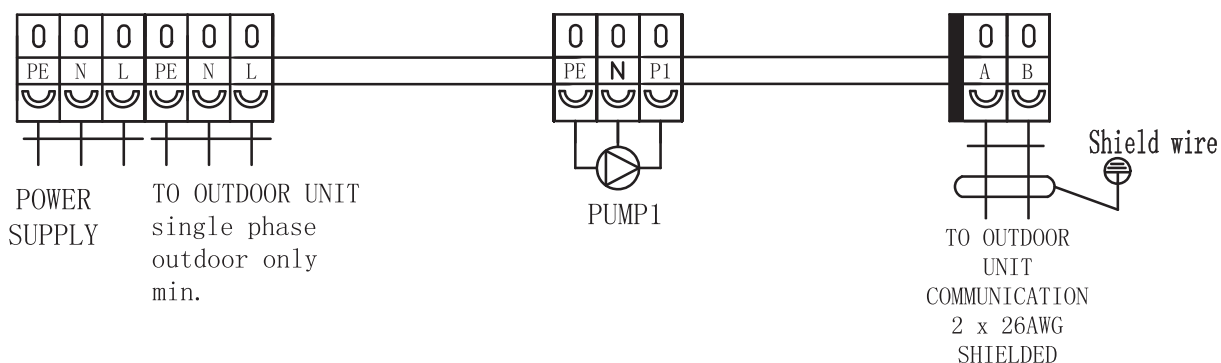 0 0 0 0 0 0
PE N L PE N L
0 0 0
PE N P1
0 0
A B
Shield wire
POWER
SUPPLY
TO OUTDOOR UNIT
single phase
outdoor only
min.
PUMP1
TO OUTDOOR
UNIT
COMMUNICATION
2 x 26AWG
SHIELDED